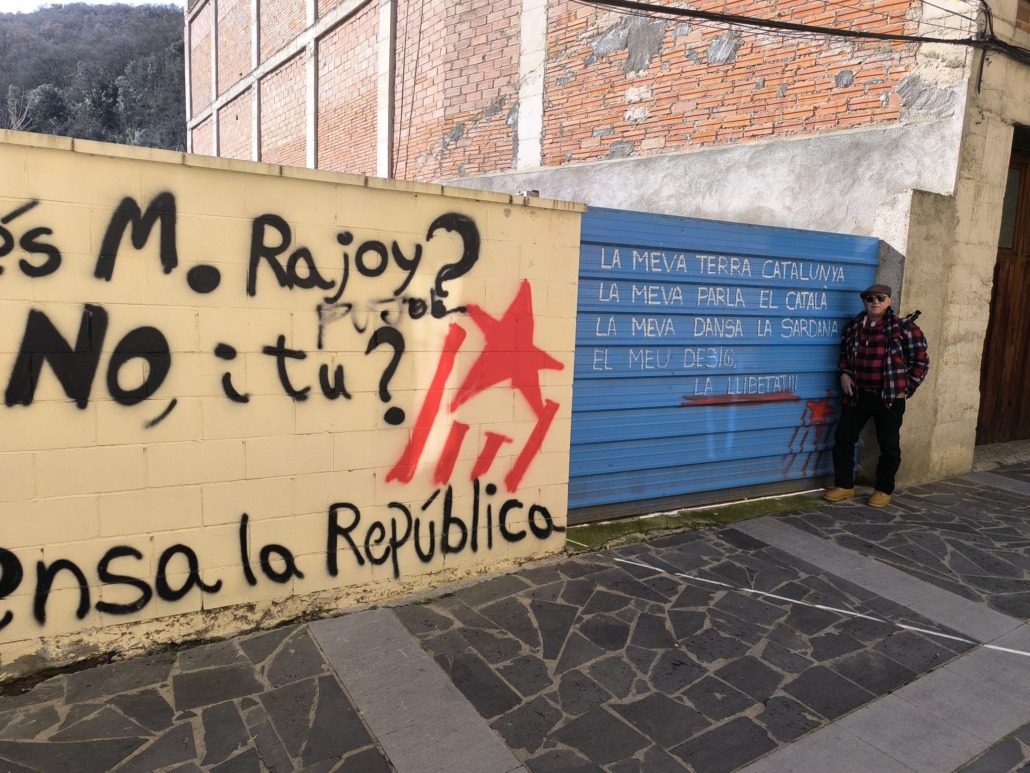 és M. Rajoy?
PUJOL
No, i tu?
ensa la República
LA MEVA TERRA CATALUNYA
LA MEVA PARLA EL CATALÀ
LA MEVA DANSA LA SARDANA
EL MEU DESIG,
LA LLIBETAT!!!